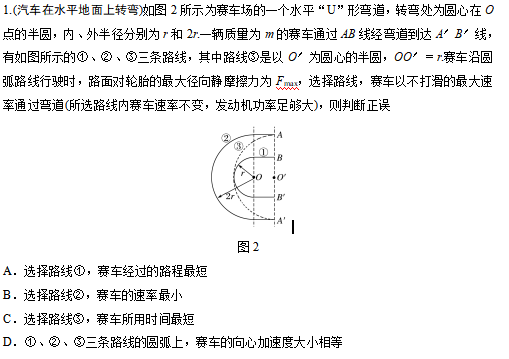 1.(汽车在水平地面上转弯)如图 1 所示为赛车场的一个水平“U”形弯道，转弯处为圆心在 O
点的半圆，内、外半径分别为 r 和 2r.一辆质量为 m 的赛车通过 AB 线经弯道到达 A′B′线，
有如图所示的①、②、③三条路线，其中路线③是以 O′为圆心的半圆，OO′=r.赛车沿圆
弧路线行驶时，路面对轮胎的最大径向静摩擦力为 Fmax，选择路线，赛车以不打滑的最大速
率通过弯道(所选路线内赛车速率不变，发动机功率足够大)，则判断正误
② ③ ① A
B
r O O′
2r B′
A′
图 2
A．选择路线①，赛车经过的路程最短
B．选择路线②，赛车的速率最小
C．选择路线③，赛车所用时间最短
D．①、②、③三条路线的圆弧上，赛车的向心加速度大小相等